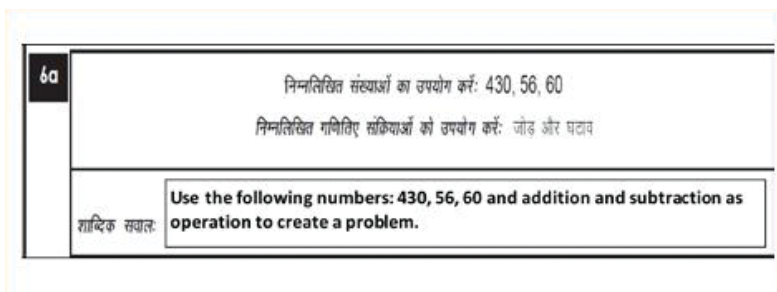 6a
निम्नलिखित संख्याओं का उपयोग करेंः 430, 56, 60
निम्नलिखित गणितिए संक्रियाओं को उपयोग करेंः जोड़ और घटाव
शाब्दिक सवालः
Use the following numbers: 430, 56, 60 and addition and subtraction as
operation to create a problem.